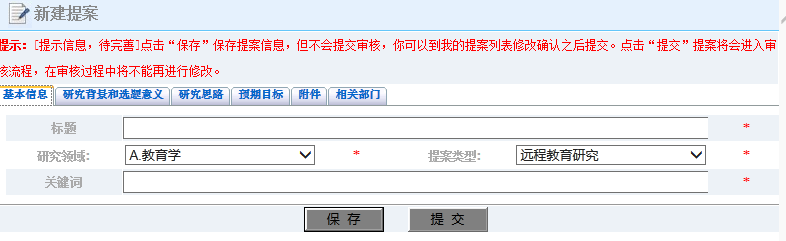 新建提案
提示：[提示信息，待完善]点击“保存”保存提案信息，但不会提交审核，你可以到我的提案列表修改确认之后提交。点击“提交”提案将会进入审
核流程，在审核过程中将不能再进行修改。
基本信息 研究背景和选题意义 研究思路 预期目标 附件 相关部门
标题 *
研究领域： A.教育学 * 提案类型： 远程教育研究 *
关键词 *
保 存 提 交